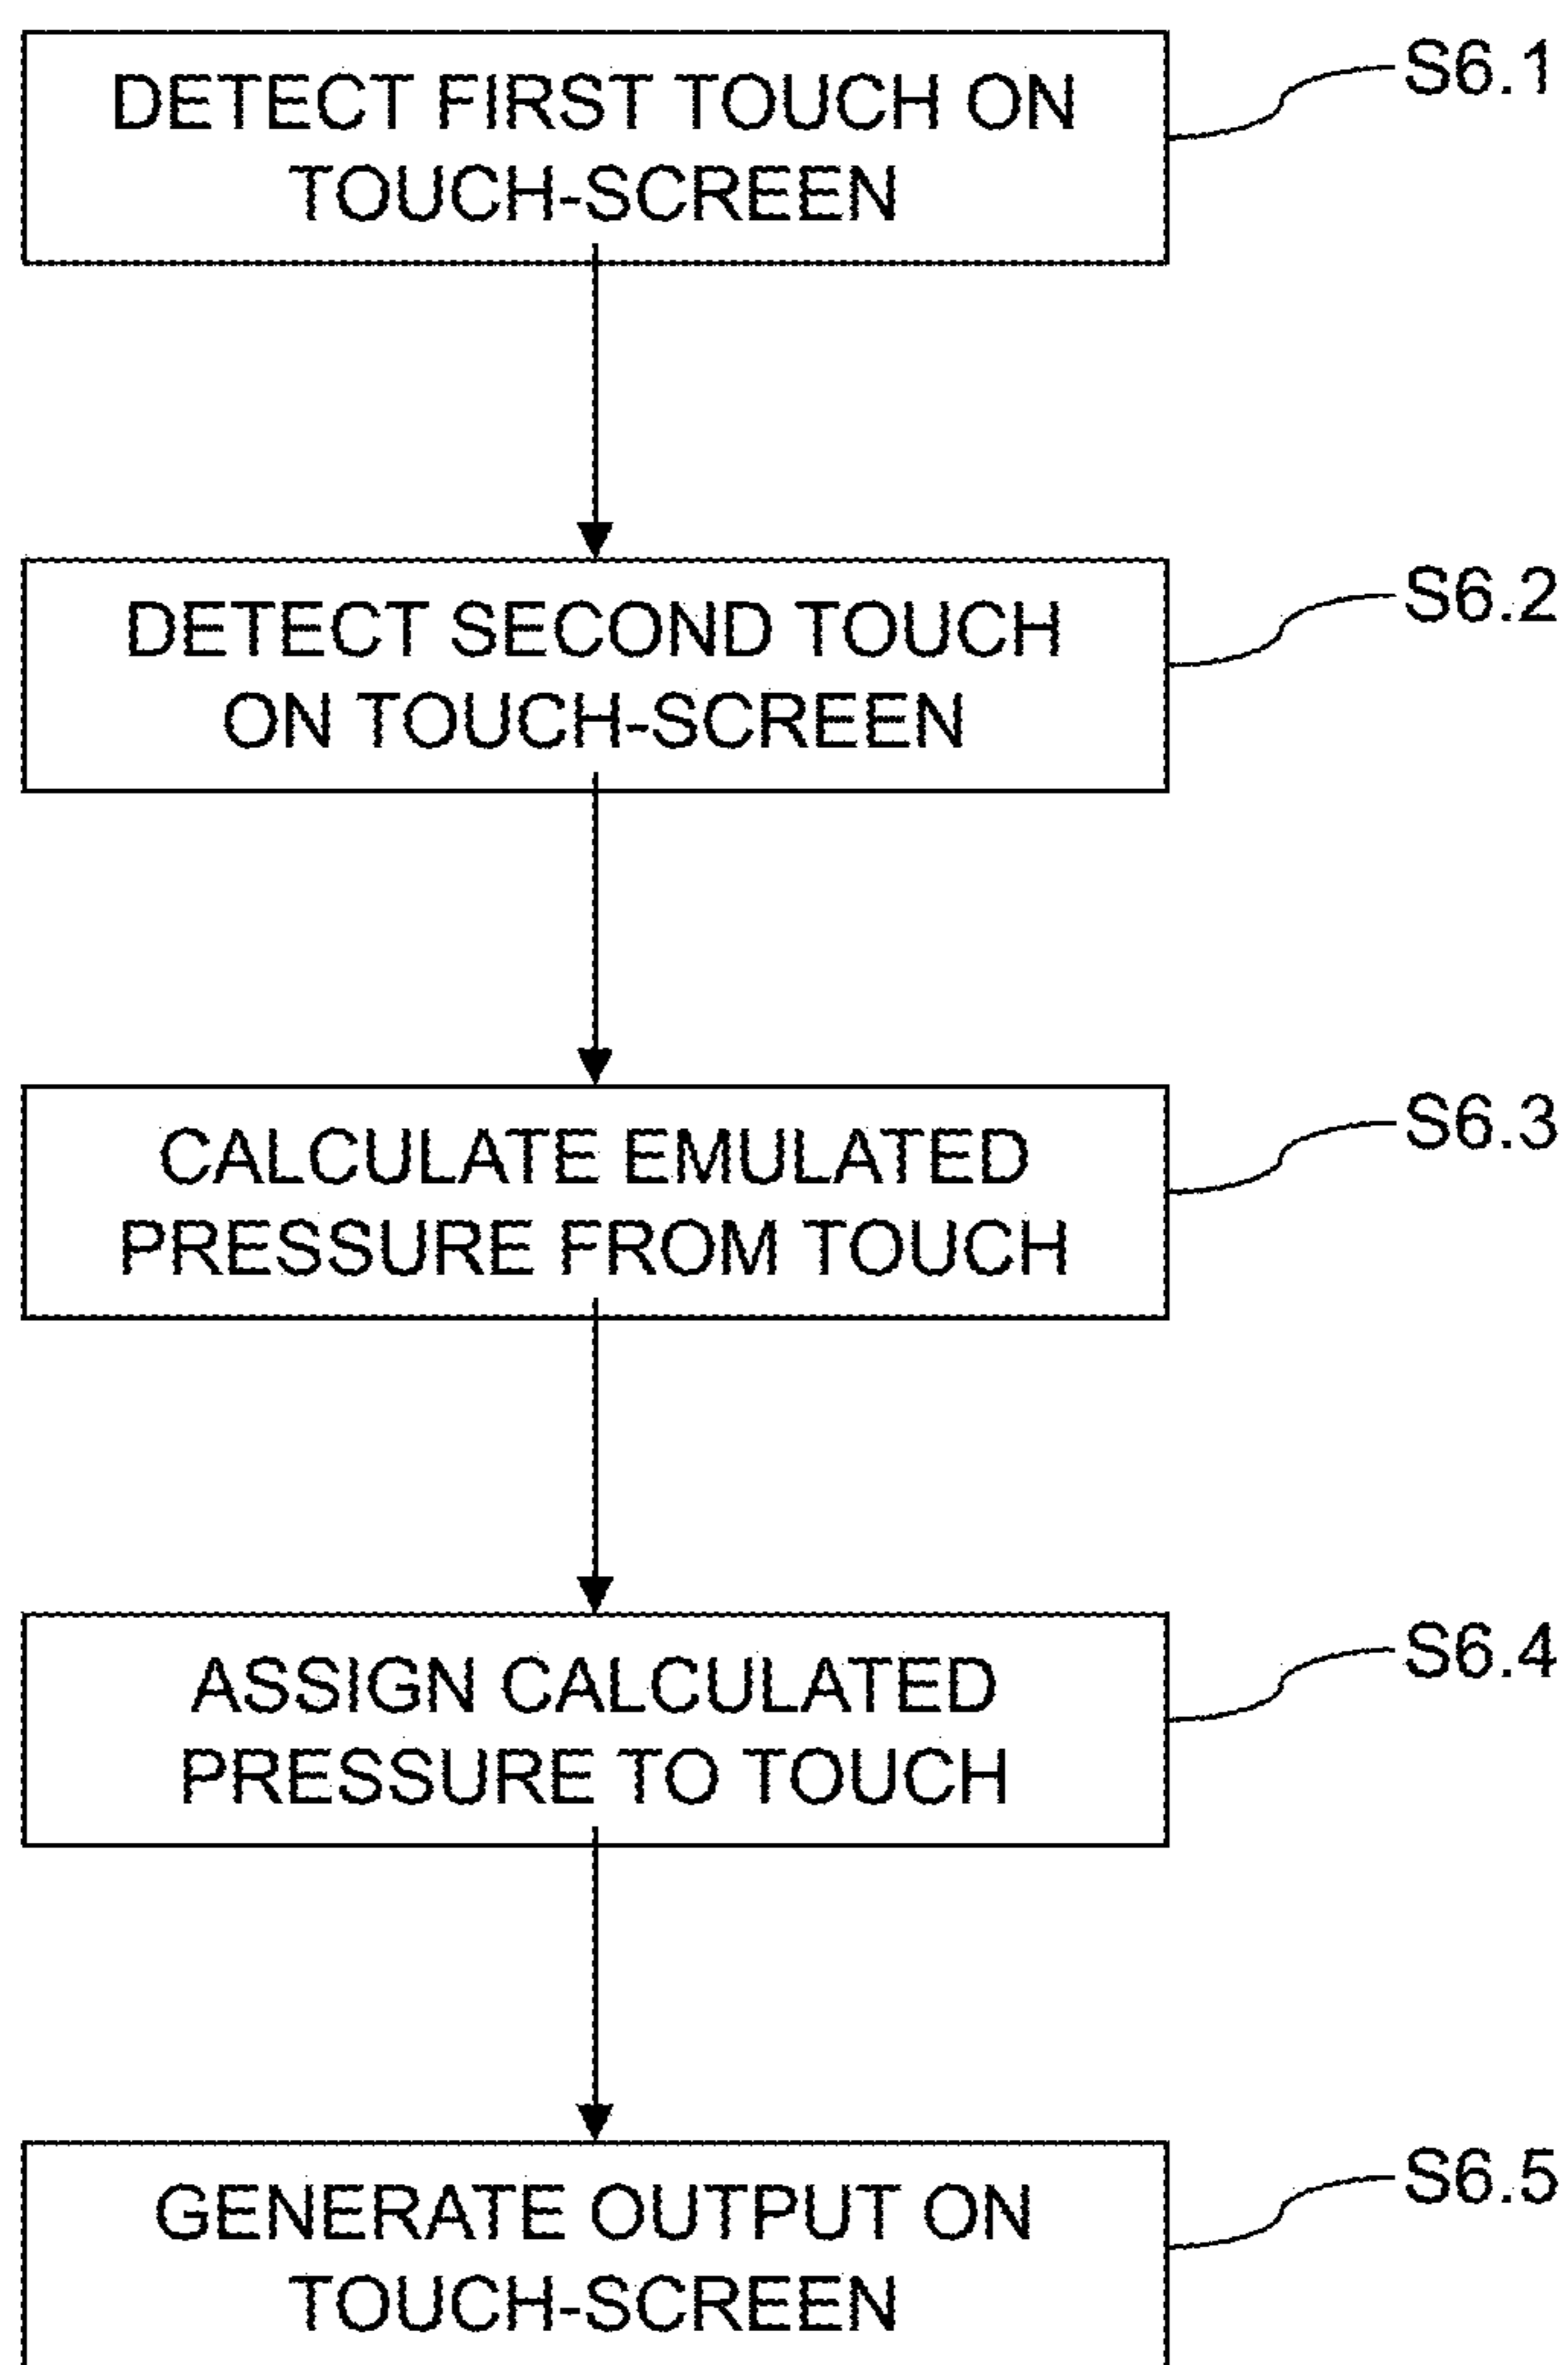 DETECT FIRST TOUCH ON
TOUCH-SCREEN
S6.1
DETECT SECOND TOUCH
ON TOUCH-SCREEN
S6.2
CALCULATE EMULATED
PRESSURE FROM TOUCH
S6.3
ASSIGN CALCULATED
PRESSURE TO TOUCH
S6.4
GENERATE OUTPUT ON
TOUCH-SCREEN
S6.5